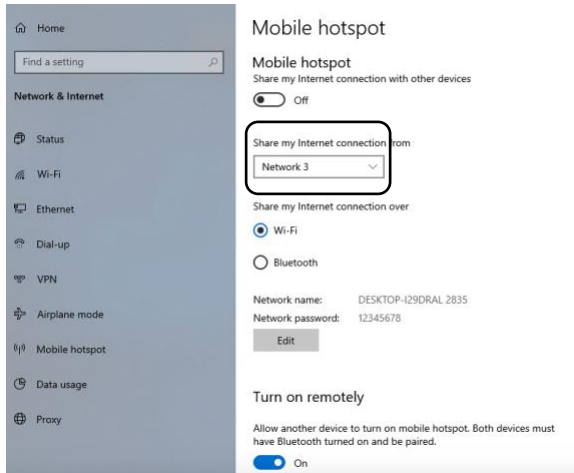 Home
Find a setting
Network & Internet
Status
Wi-Fi
Ethernet
Dial-up
VPN
Airplane mode
Mobile hotspot
Data usage
Proxy
Mobile hotspot
Mobile hotspot
Share my Internet connection with other devices
Off
Share my Internet connection from
Network 3
Share my Internet connection over
Wi-Fi
Bluetooth
Network name: DESKTOP-I29DRAL 2835
Network password: 12345678
Edit
Turn on remotely
Allow another device to turn on mobile hotspot. Both devices must
have Bluetooth turned on and be paired.
On